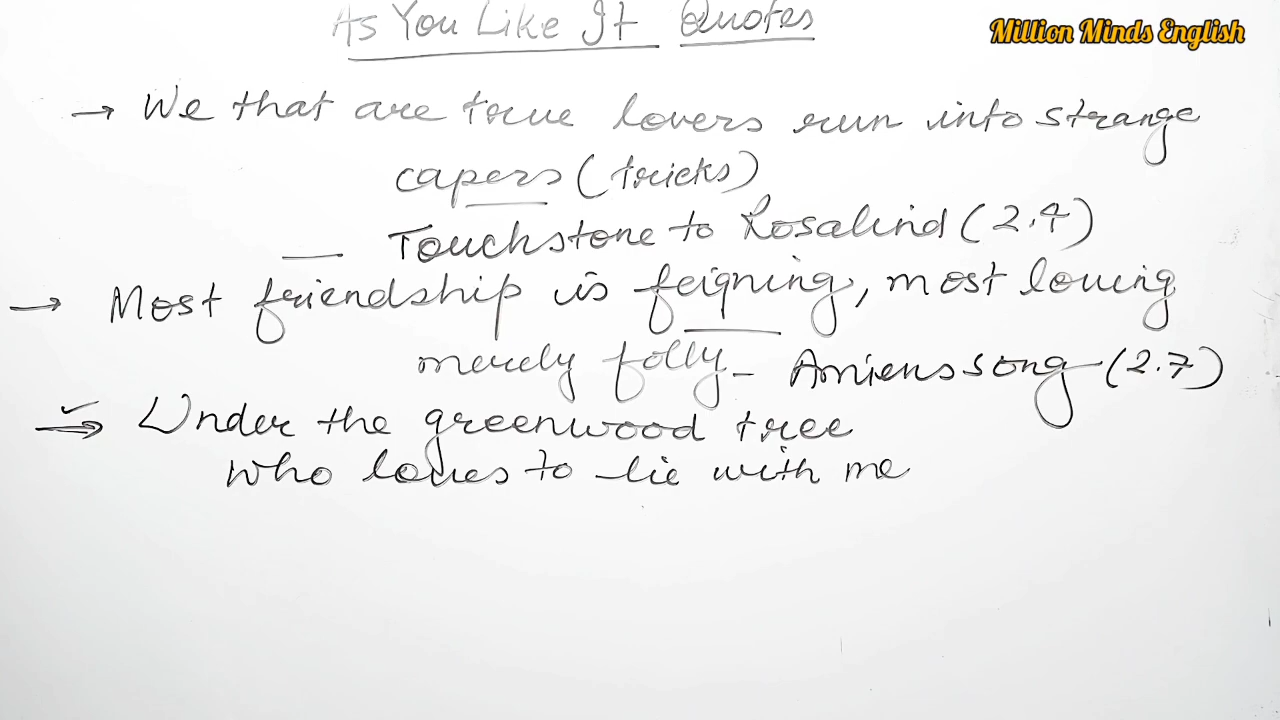 As You Like It Quotes
Million Minds English
→ We that are true lovers run into strange
capers (tricks)
— Touchstone to Rosalind (2.4)
→ Most friendship is feigning, most loving
merely folly - Amiens song (2.7)
⇒ Under the greenwood tree
Who loves to lie with me